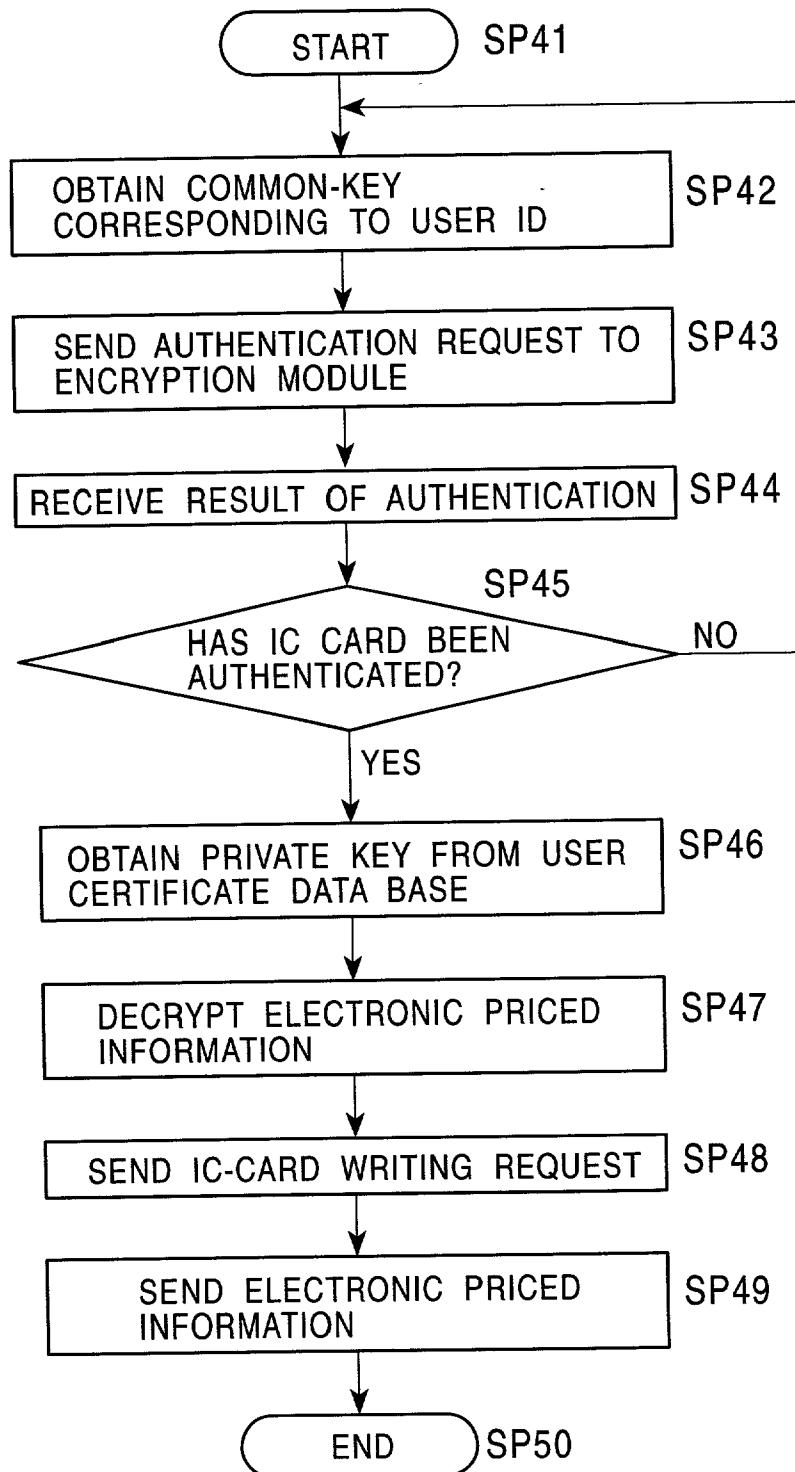 START SP41
OBTAIN COMMON-KEY
CORRESPONDING TO USER ID
SP42
SEND AUTHENTICATION REQUEST TO
ENCRYPTION MODULE
SP43
RECEIVE RESULT OF AUTHENTICATION
SP44
SP45
HAS IC CARD BEEN
AUTHENTICATED?
NO
YES
OBTAIN PRIVATE KEY FROM USER
CERTIFICATE DATA BASE
SP46
DECRYPT ELECTRONIC PRICED
INFORMATION
SP47
SEND IC-CARD WRITING REQUEST
SP48
SEND ELECTRONIC PRICED
INFORMATION
SP49
END SP50